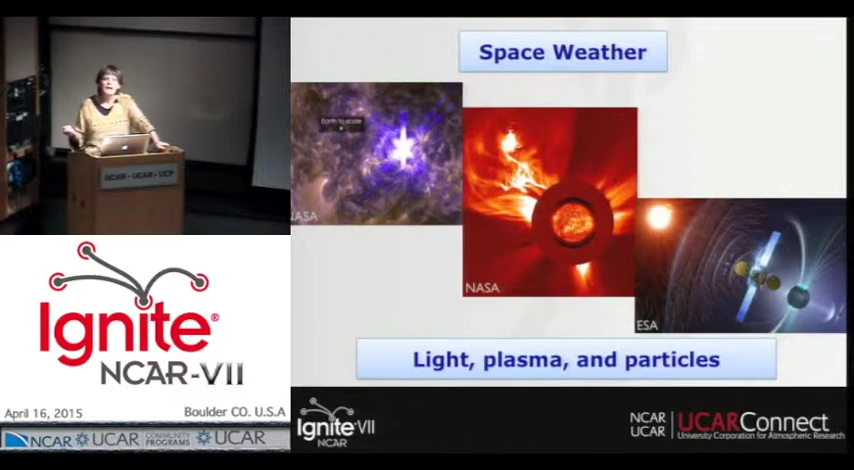 NCAR • UCAR • UCP
Ignite®
NCAR-VII
April 16, 2015
Boulder CO. U.S.A
NCAR
UCAR
COMMUNITY
PROGRAMS
UCAR
Space Weather
Earth to scale
NASA
NASA
ESA
Light, plasma, and particles
Ignite VII
NCAR
NCAR
UCAR
UCARConnect
University Corporation for Atmospheric Research